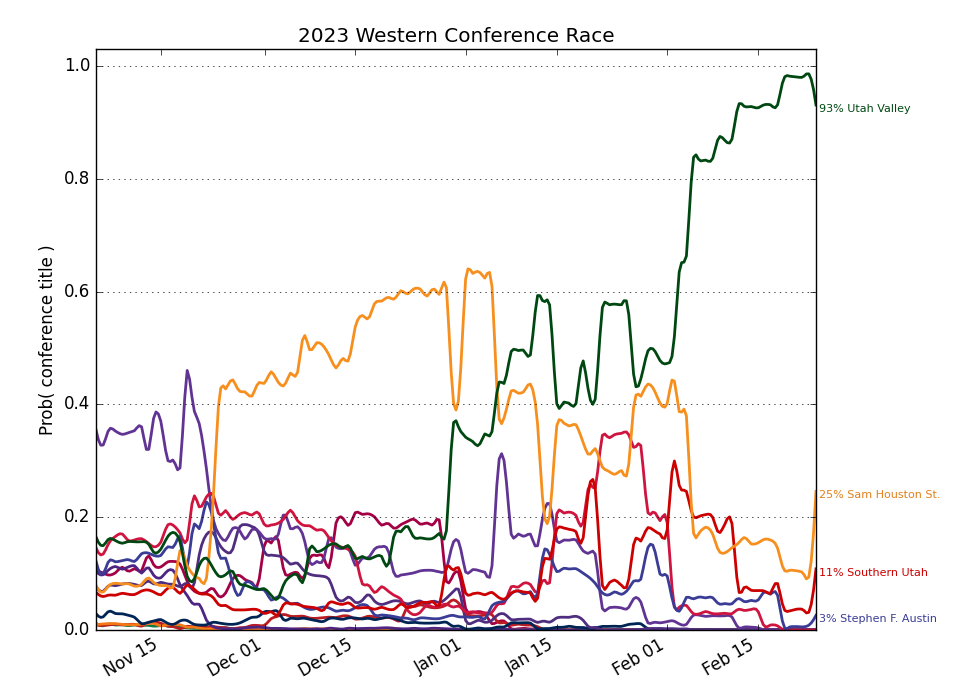 2023 Western Conference Race
1.0
0.8
0.6
0.4
0.2
0.0
Prob( conference title )
93% Utah Valley
25% Sam Houston St.
11% Southern Utah
3% Stephen F. Austin
Nov 15
Dec 01
Dec 15
Jan 01
Jan 15
Feb 01
Feb 15